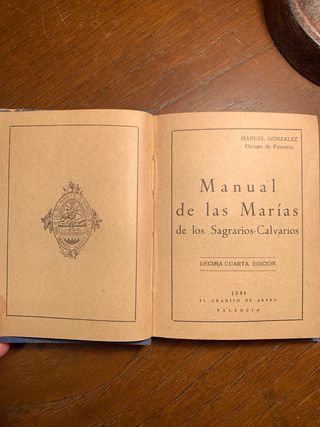 MANUEL GONZALEZ
Obispo de Palencia
Manual
de las Marías
de los Sagrarios-Calvarios
DÉCIMA CUARTA EDICION
1944
EL GRANITO DE ARENA
PALENCIA